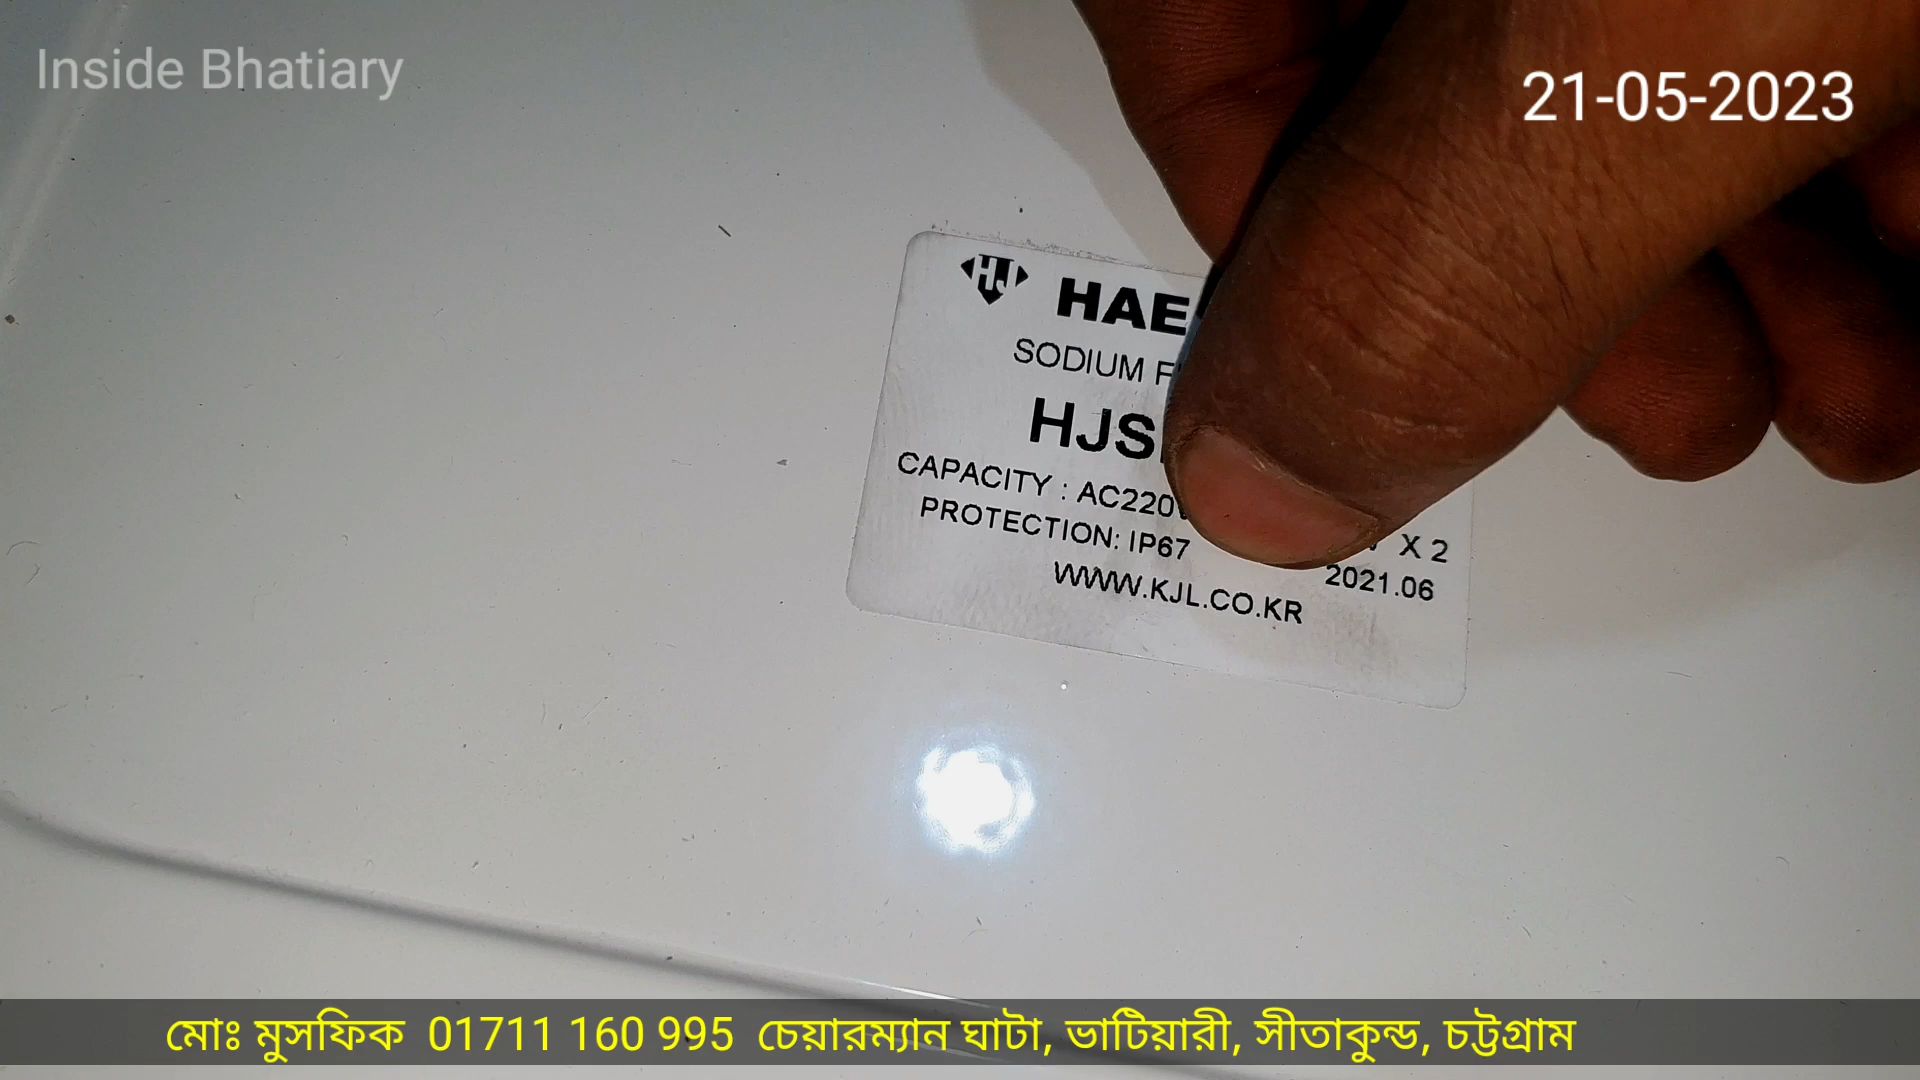 Inside Bhatiary
21-05-2023
HJ
HAE
SODIUM F
HJS
CAPACITY : AC220 X 2
PROTECTION: IP67 2021.06
WWW.KJL.CO.KR
মোঃ মুসফিক 01711 160 995 চেয়ারম্যান ঘাটা, ভাটিয়ারী, সীতাকুন্ড, চট্টগ্রাম